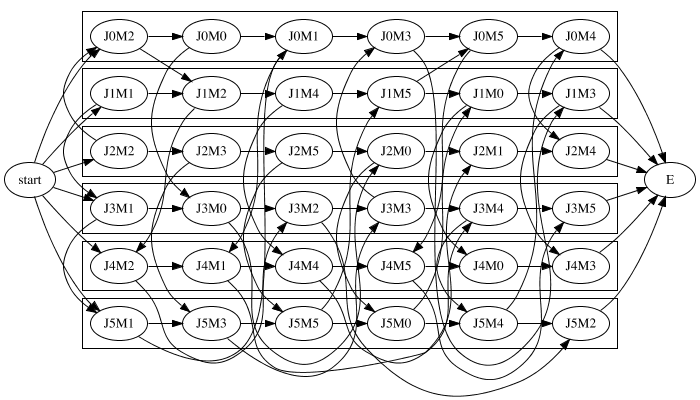 J0M2 J0M0 J0M1 J0M3 J0M5 J0M4
J1M1 J1M2 J1M4 J1M5 J1M0 J1M3
J2M2 J2M3 J2M5 J2M0 J2M1 J2M4
start E
J3M1 J3M0 J3M2 J3M3 J3M4 J3M5
J4M2 J4M1 J4M4 J4M5 J4M0 J4M3
J5M1 J5M3 J5M5 J5M0 J5M4 J5M2